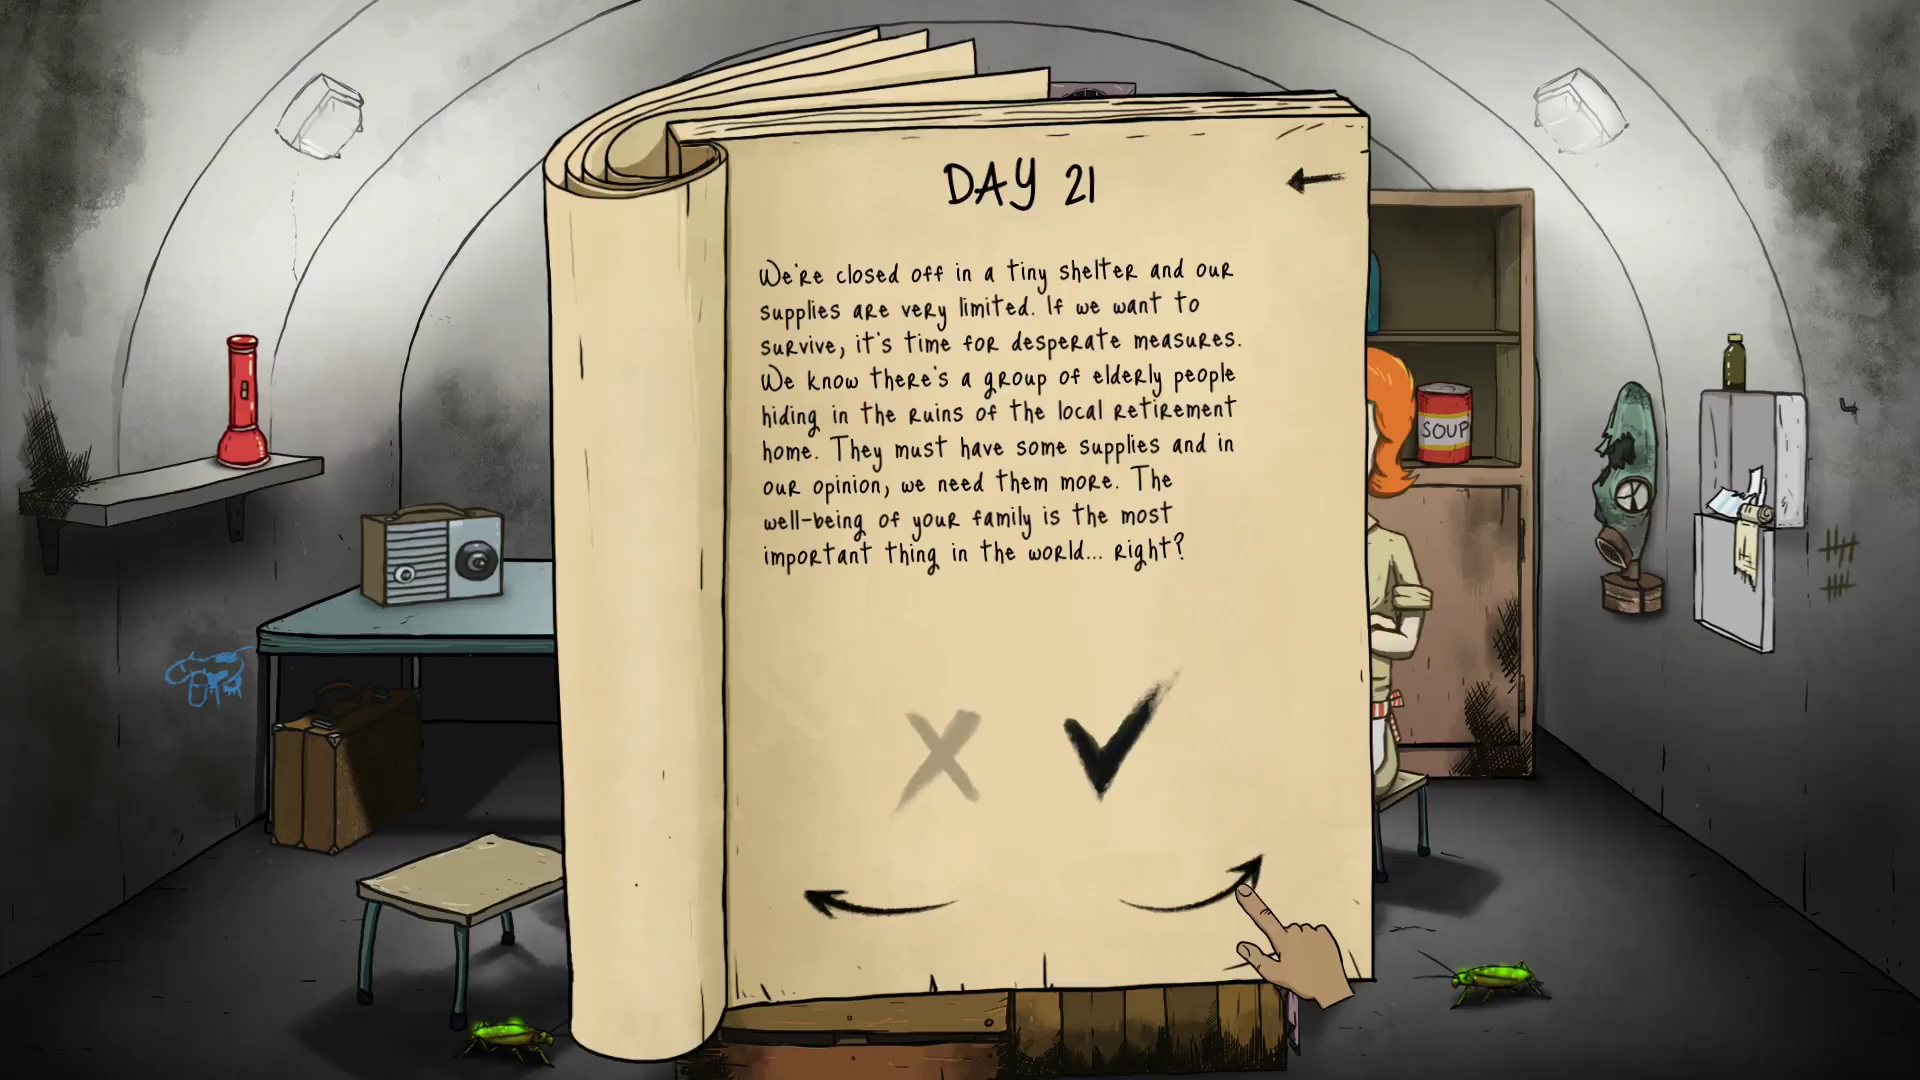 DAY 21
We're closed off in a tiny shelter and our
supplies are very limited. If we want to
survive, it's time for desperate measures.
We know there's a group of elderly people
hiding in the ruins of the local retirement
home. They must have some supplies and in
our opinion, we need them more. The
well-being of your family is the most
important thing in the world... right?
SOUP